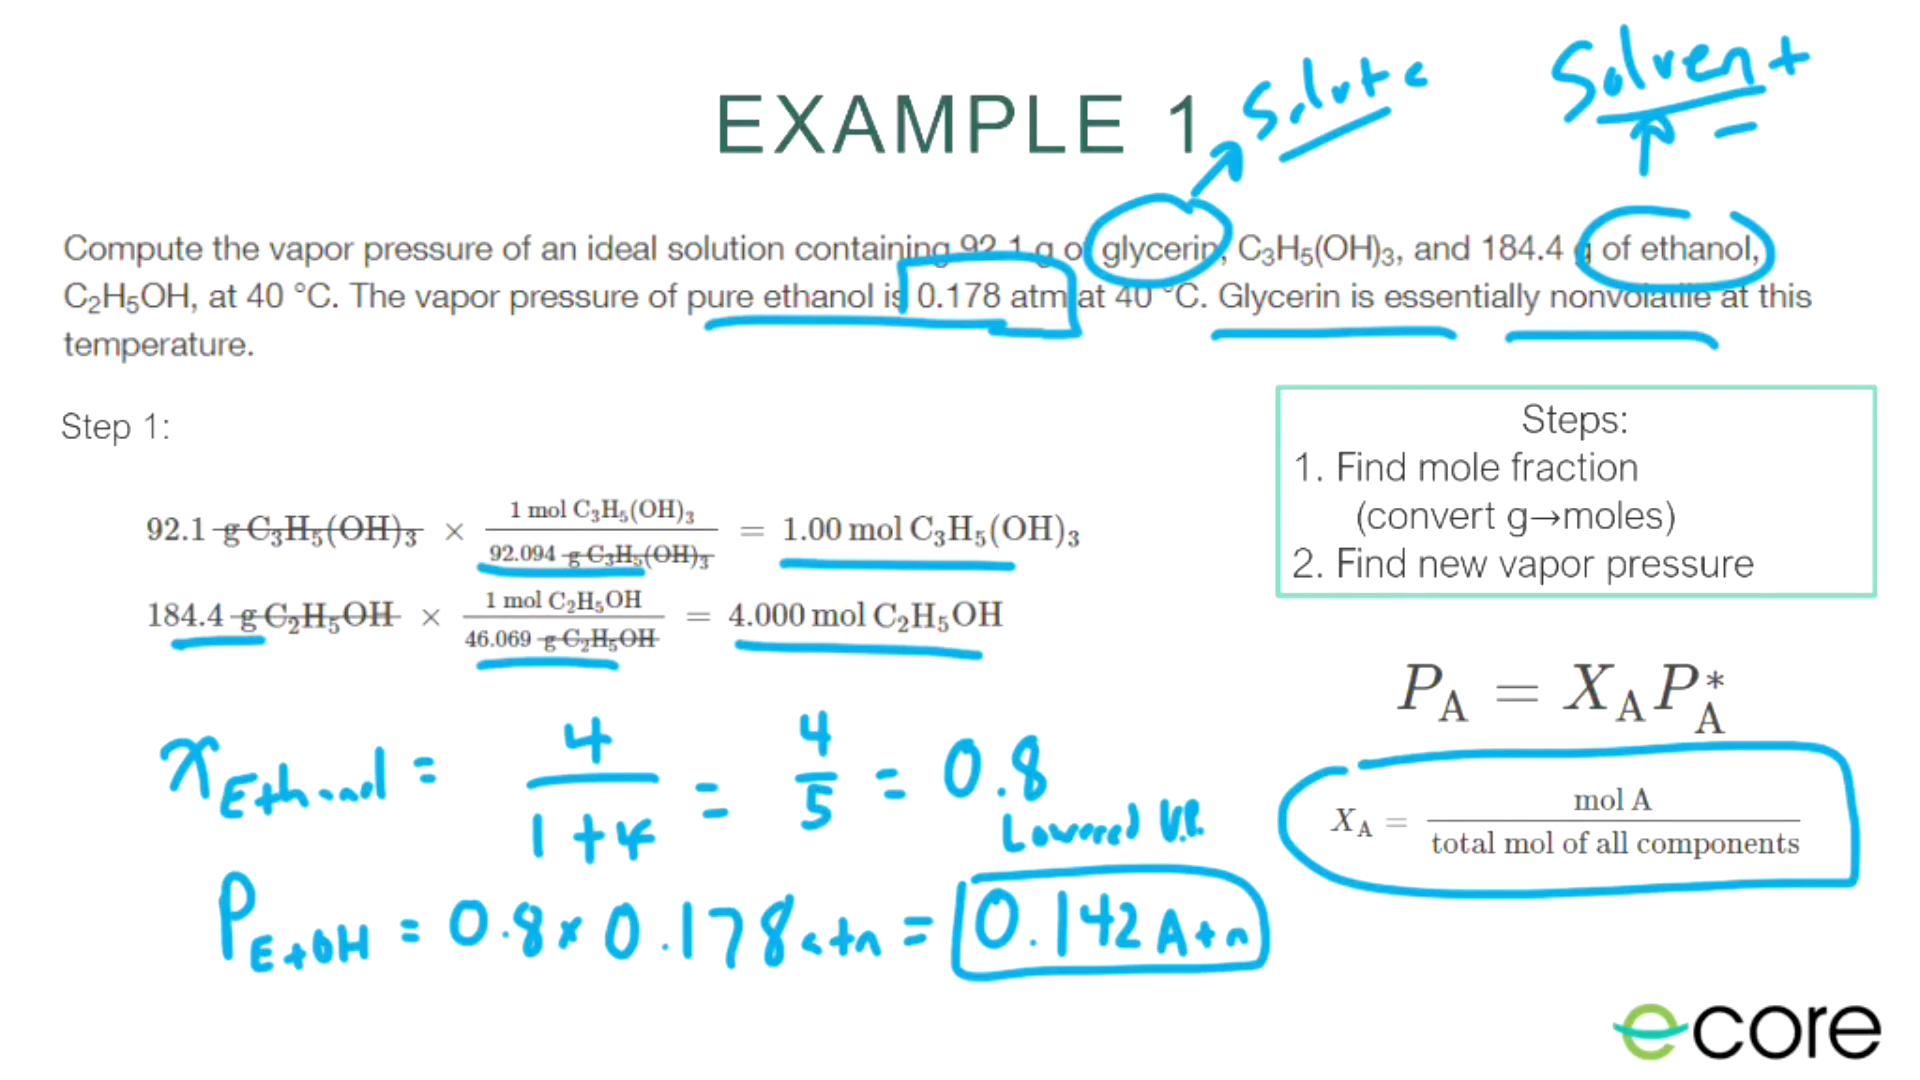 Solute
Solvent
EXAMPLE 1
Compute the vapor pressure of an ideal solution containing 92.1 g of glycerin, C₃H₅(OH)₃, and 184.4 g of ethanol,
C₂H₅OH, at 40 °C. The vapor pressure of pure ethanol is 0.178 atm at 40 °C. Glycerin is essentially nonvolatile at this
temperature.
Step 1:
92.1 g C₃H₅(OH)₃ × 1 mol C₃H₅(OH)₃ / 92.094 g C₃H₅(OH)₃ = 1.00 mol C₃H₅(OH)₃
184.4 g C₂H₅OH × 1 mol C₂H₅OH / 46.069 g C₂H₅OH = 4.000 mol C₂H₅OH
Steps:
1. Find mole fraction
(convert g→moles)
2. Find new vapor pressure
P_A = X_A P*_A
X_A = mol A / total mol of all components
X Ethanol = 4 / 1+4 = 4/5 = 0.8
Lowered V.P.
P EtOH = 0.8 × 0.178 atm = 0.142 Atm
ecore